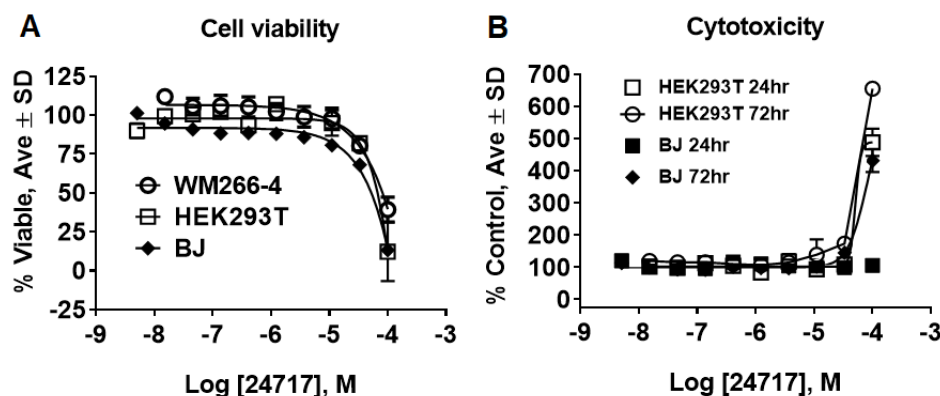 A
Cell viability
% Viable, Ave ± SD
125
100
75
50
25
0
-25
WM266-4
HEK293T
BJ
-9 -8 -7 -6 -5 -4 -3
Log [24717], M
B
Cytotoxicity
% Control, Ave ± SD
700
600
500
400
300
200
100
0
HEK293T 24hr
HEK293T 72hr
BJ 24hr
BJ 72hr
-9 -8 -7 -6 -5 -4 -3
Log [24717], M